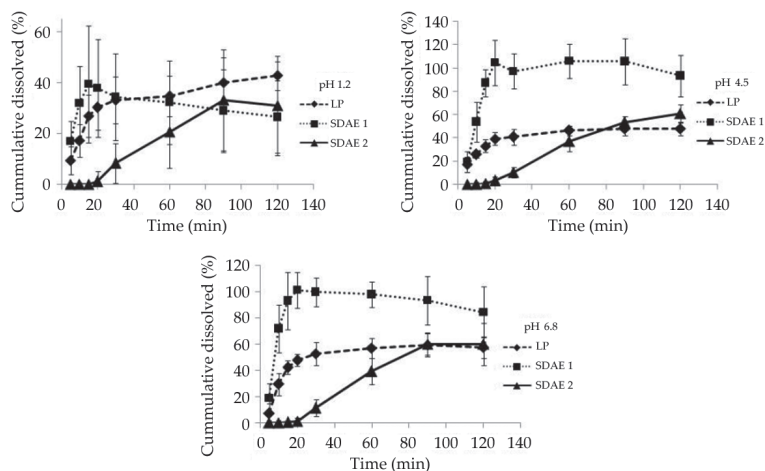 Cummulative dissolved (%)
60
40
20
0
0 20 40 60 80 100 120 140
Time (min)
pH 1.2
LP
SDAE 1
SDAE 2
Cummulative dissolved (%)
140
120
100
80
60
40
20
0
0 20 40 60 80 100 120 140
Time (min)
pH 4.5
LP
SDAE 1
SDAE 2
Cummulative dissolved (%)
120
100
80
60
40
20
0
0 20 40 60 80 100 120 140
Time (min)
pH 6.8
LP
SDAE 1
SDAE 2